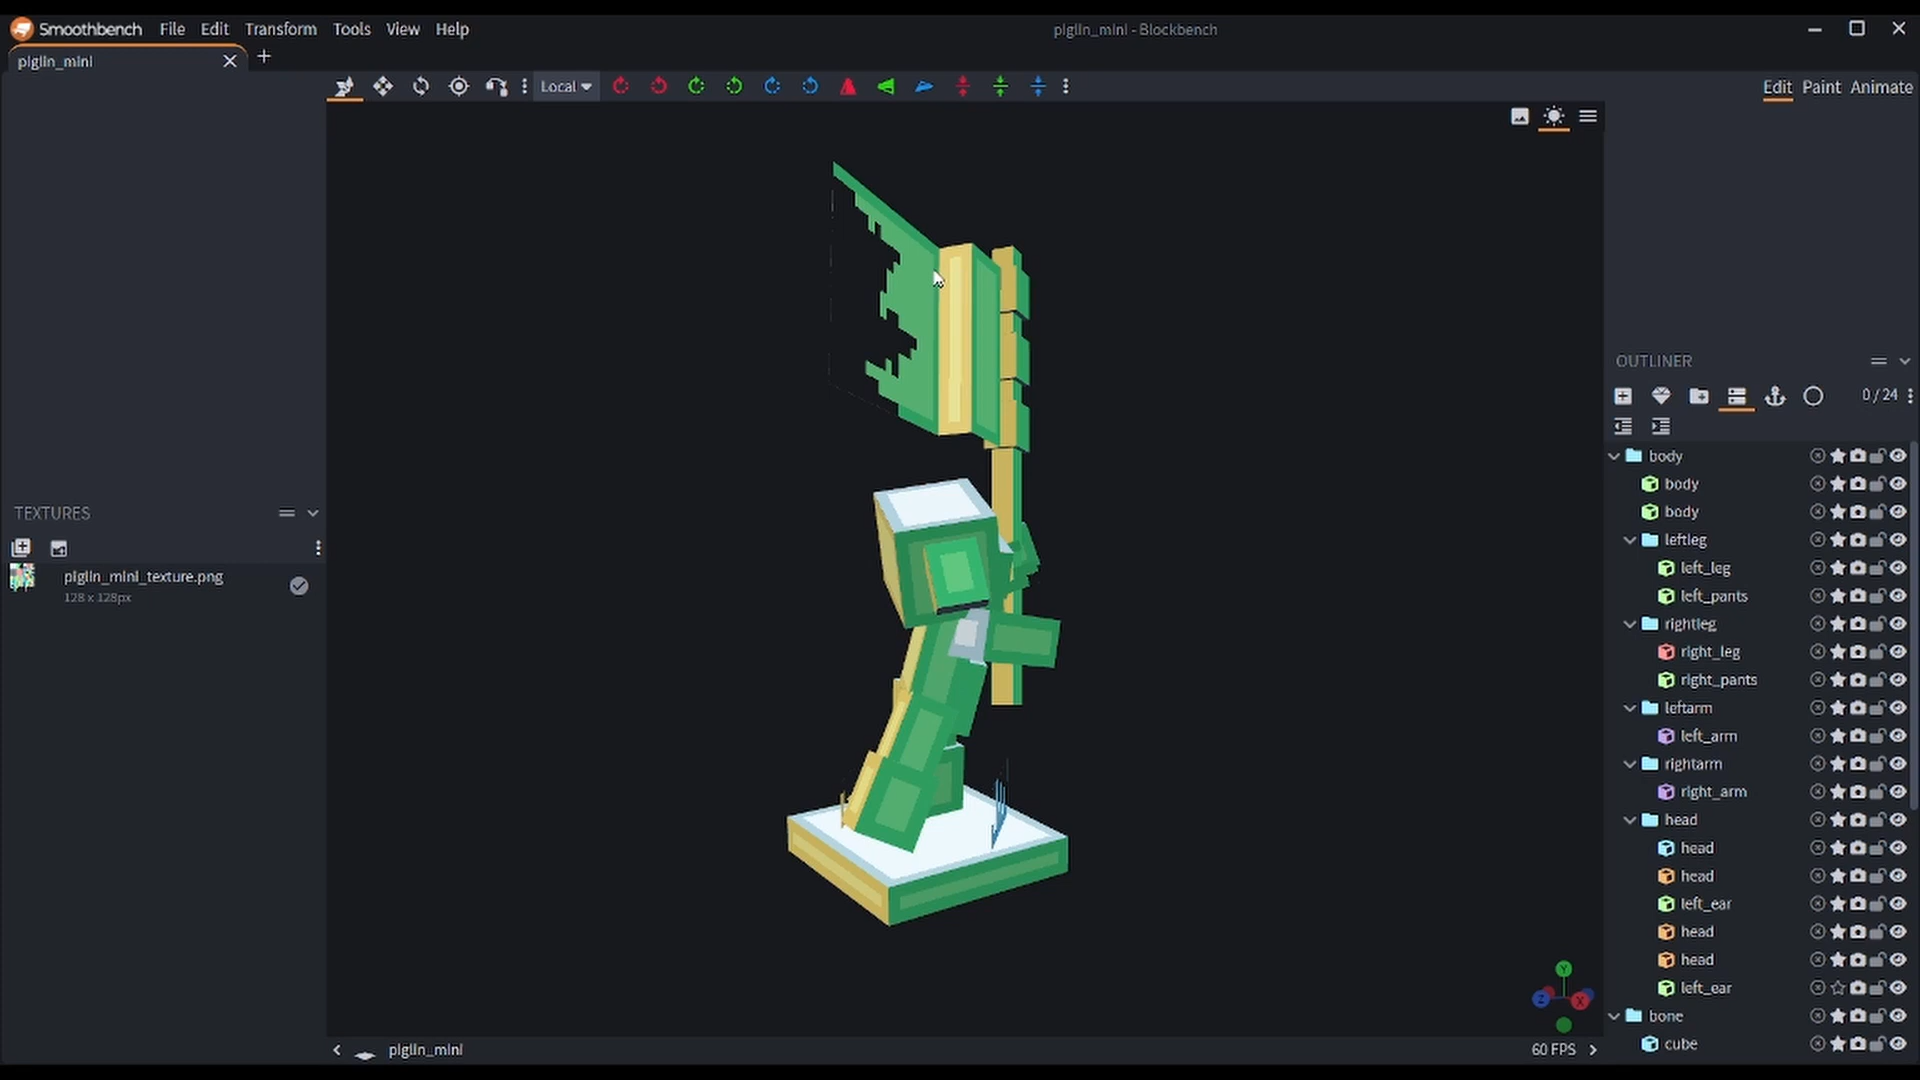 Smoothbench File Edit Transform Tools View Help
piglin_mini - Blockbench
piglin_mini
Local
Edit Paint Animate
OUTLINER
0 / 24
body
body
body
leftleg
left_leg
left_pants
rightleg
right_leg
right_pants
leftarm
left_arm
rightarm
right_arm
head
head
head
left_ear
head
head
left_ear
bone
cube
TEXTURES
piglin_mini_texture.png
128 x 128px
piglin_mini
60 FPS
Y
Z
X